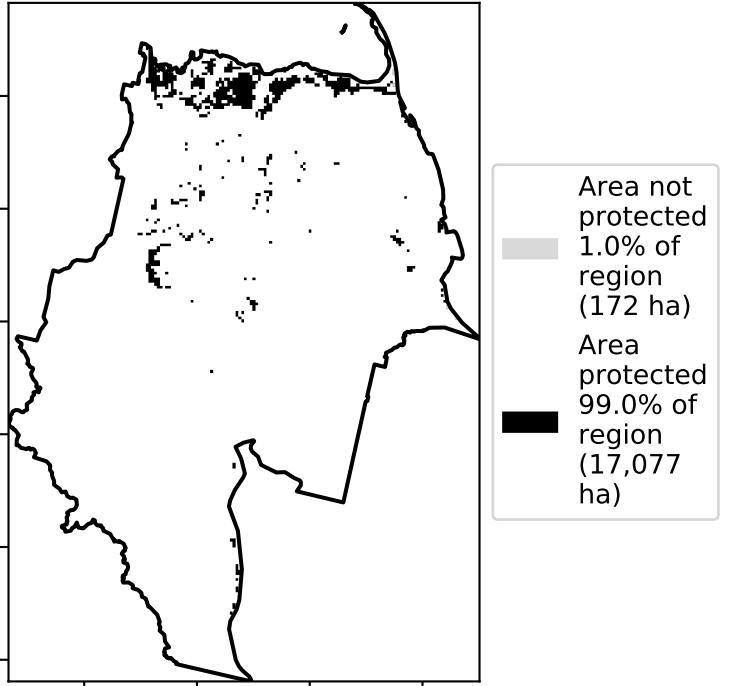 Area not
protected
1.0% of
region
(172 ha)
Area
protected
99.0% of
region
(17,077
ha)